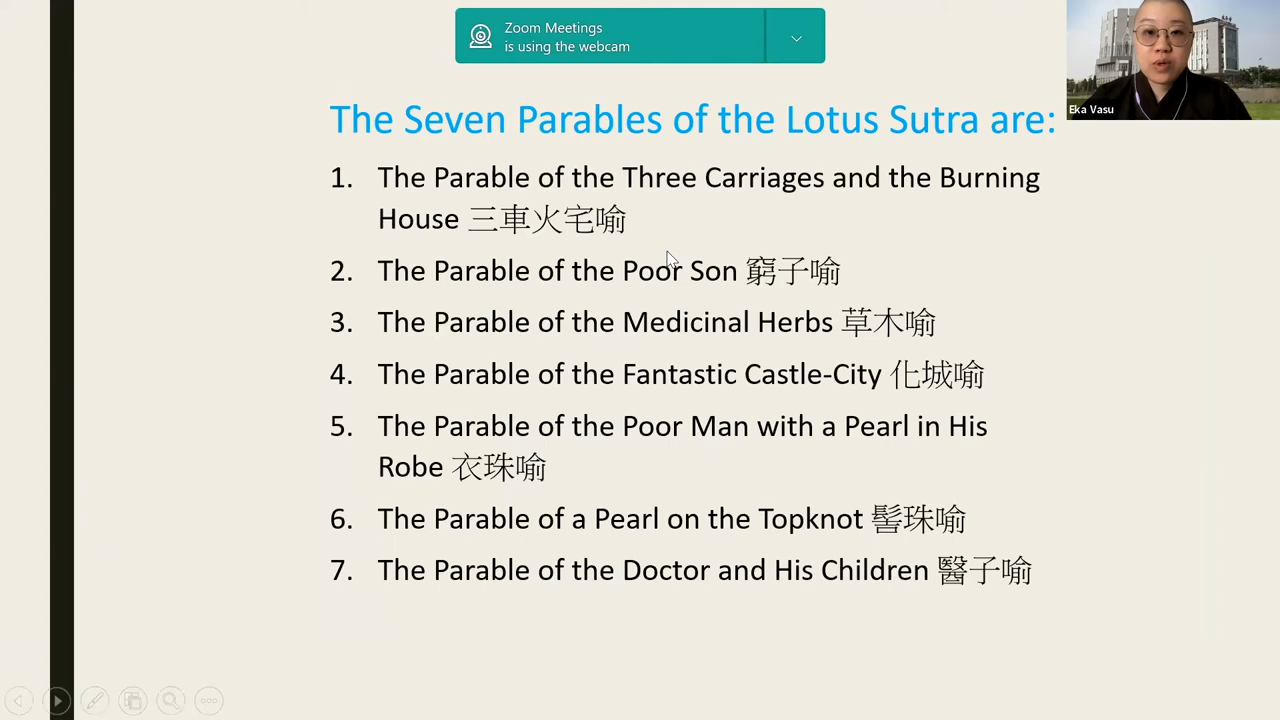 Zoom Meetings
is using the webcam
Eka Vasu
The Seven Parables of the Lotus Sutra are:
1. The Parable of the Three Carriages and the Burning
House 三車火宅喻
2. The Parable of the Poor Son 窮子喻
3. The Parable of the Medicinal Herbs 草木喻
4. The Parable of the Fantastic Castle-City 化城喻
5. The Parable of the Poor Man with a Pearl in His
Robe 衣珠喻
6. The Parable of a Pearl on the Topknot 髻珠喻
7. The Parable of the Doctor and His Children 醫子喻